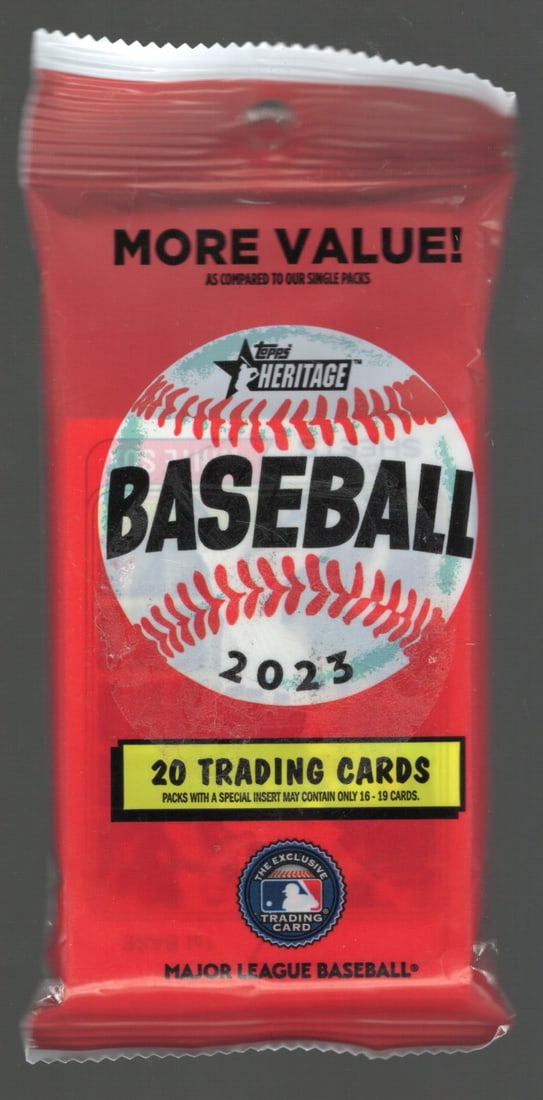 MORE VALUE!
AS COMPARED TO OUR SINGLE PACKS
Topps®
HERITAGE™
BASEBALL
2023
20 TRADING CARDS
PACKS WITH A SPECIAL INSERT MAY CONTAIN ONLY 16 - 19 CARDS.
THE EXCLUSIVE
TRADING
CARD
®
MAJOR LEAGUE BASEBALL®